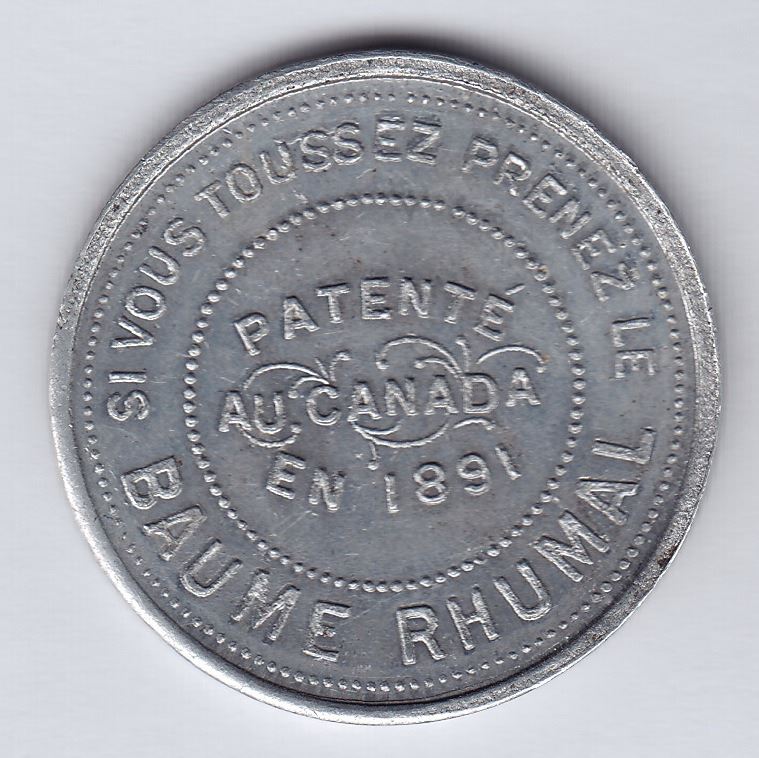 SI VOUS TOUSSEZ PRENEZ LE
BAUME RHUMAL
PATENTÉ
AU CANADA
EN 1891